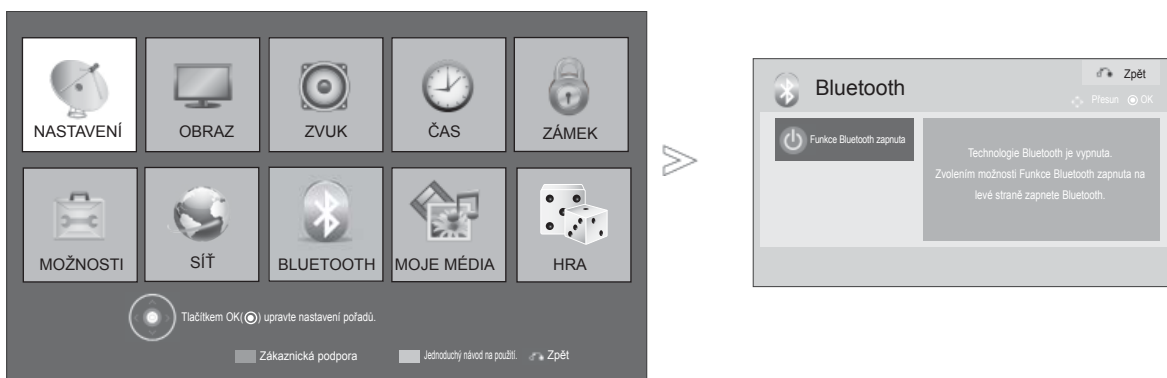 NASTAVENÍ
OBRAZ
ZVUK
ČAS
ZÁMEK
MOŽNOSTI
SÍŤ
BLUETOOTH
MOJE MÉDIA
HRA
Tlačítkem OK( ) upravte nastavení pořadů.
Zákaznická podpora
Jednoduchý návod na použití.
Zpět
Bluetooth
Zpět
Přesun OK
Funkce Bluetooth zapnuta
Technologie Bluetooth je vypnuta.
Zvolením možnosti Funkce Bluetooth zapnuta na
levé straně zapnete Bluetooth.